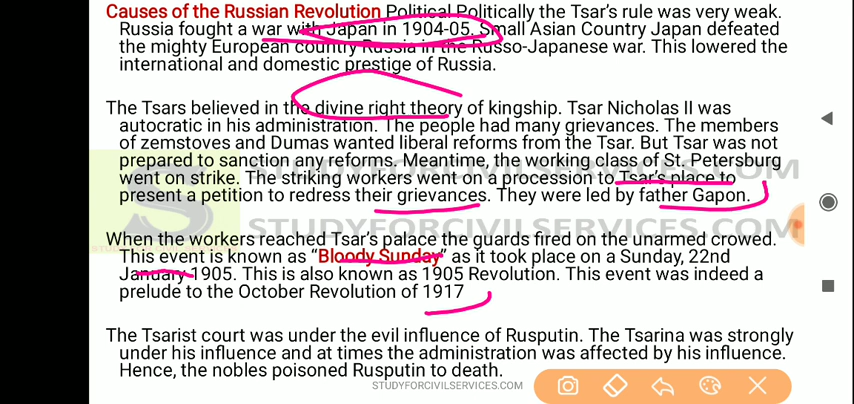 Causes of the Russian Revolution Political Politically the Tsar's rule was very weak.
Russia fought a war with Japan in 1904-05. Small Asian Country Japan defeated
the mighty European country Russia in the Russo-Japanese war. This lowered the
international and domestic prestige of Russia.
The Tsars believed in the divine right theory of kingship. Tsar Nicholas II was
autocratic in his administration. The people had many grievances. The members
of zemstoves and Dumas wanted liberal reforms from the Tsar. But Tsar was not
prepared to sanction any reforms. Meantime, the working class of St. Petersburg
went on strike. The striking workers went on a procession to Tsar's place to
present a petition to redress their grievances. They were led by father Gapon.
STUDYFORCIVILSERVICES.COM
When the workers reached Tsar's palace the guards fired on the unarmed crowed.
This event is known as "Bloody Sunday" as it took place on a Sunday, 22nd
January 1905. This is also known as 1905 Revolution. This event was indeed a
prelude to the October Revolution of 1917
The Tsarist court was under the evil influence of Rusputin. The Tsarina was strongly
under his influence and at times the administration was affected by his influence.
Hence, the nobles poisoned Rusputin to death.
STUDYFORCIVILSERVICES.COM